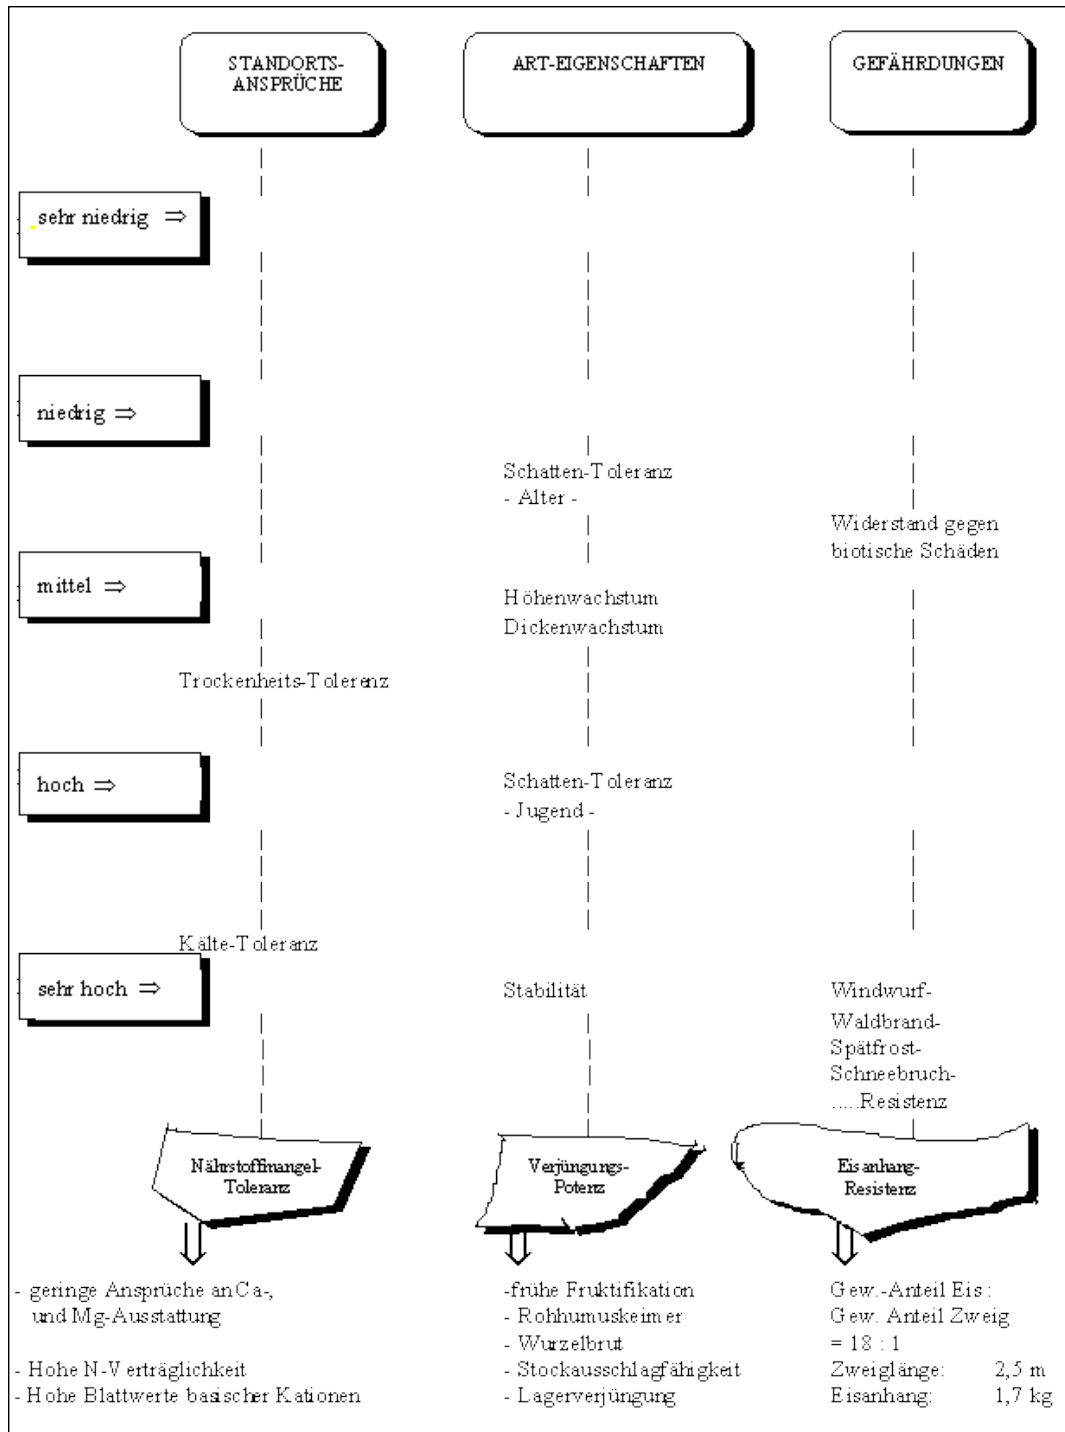 STANDORTS-
ANSPRÜCHE
ART-EIGENSCHAFTEN
GEFÄHRDUNGEN
sehr niedrig ⇒
niedrig ⇒
Schatten-Toleranz
- Alter -
Widerstand gegen
biotische Schäden
mittel ⇒
Höhenwachstum
Dickenwachstum
Trockenheits-Toleranz
hoch ⇒
Schatten-Toleranz
- Jugend -
Kälte-Toleranz
sehr hoch ⇒
Stabilität
Windwurf-
Waldbrand-
Spätfrost-
Schneebruch-
.....Resistenz
Nährstoffmangel-
Toleranz
Verjüngungs-
Potenz
Eisanhang-
Resistenz
- geringe Ansprüche an Ca-,
und Mg-Ausstattung
- Hohe N-Verträglichkeit
- Hohe Blattwerte basischer Kationen
-frühe Fruktifikation
- Rohhumuskeimer
- Wurzelbrut
- Stockausschlagfähigkeit
- Lagerverjüngung
Gew.-Anteil Eis :
Gew. Anteil Zweig
= 18 : 1
Zweiglänge: 2,5 m
Eisanhang: 1,7 kg